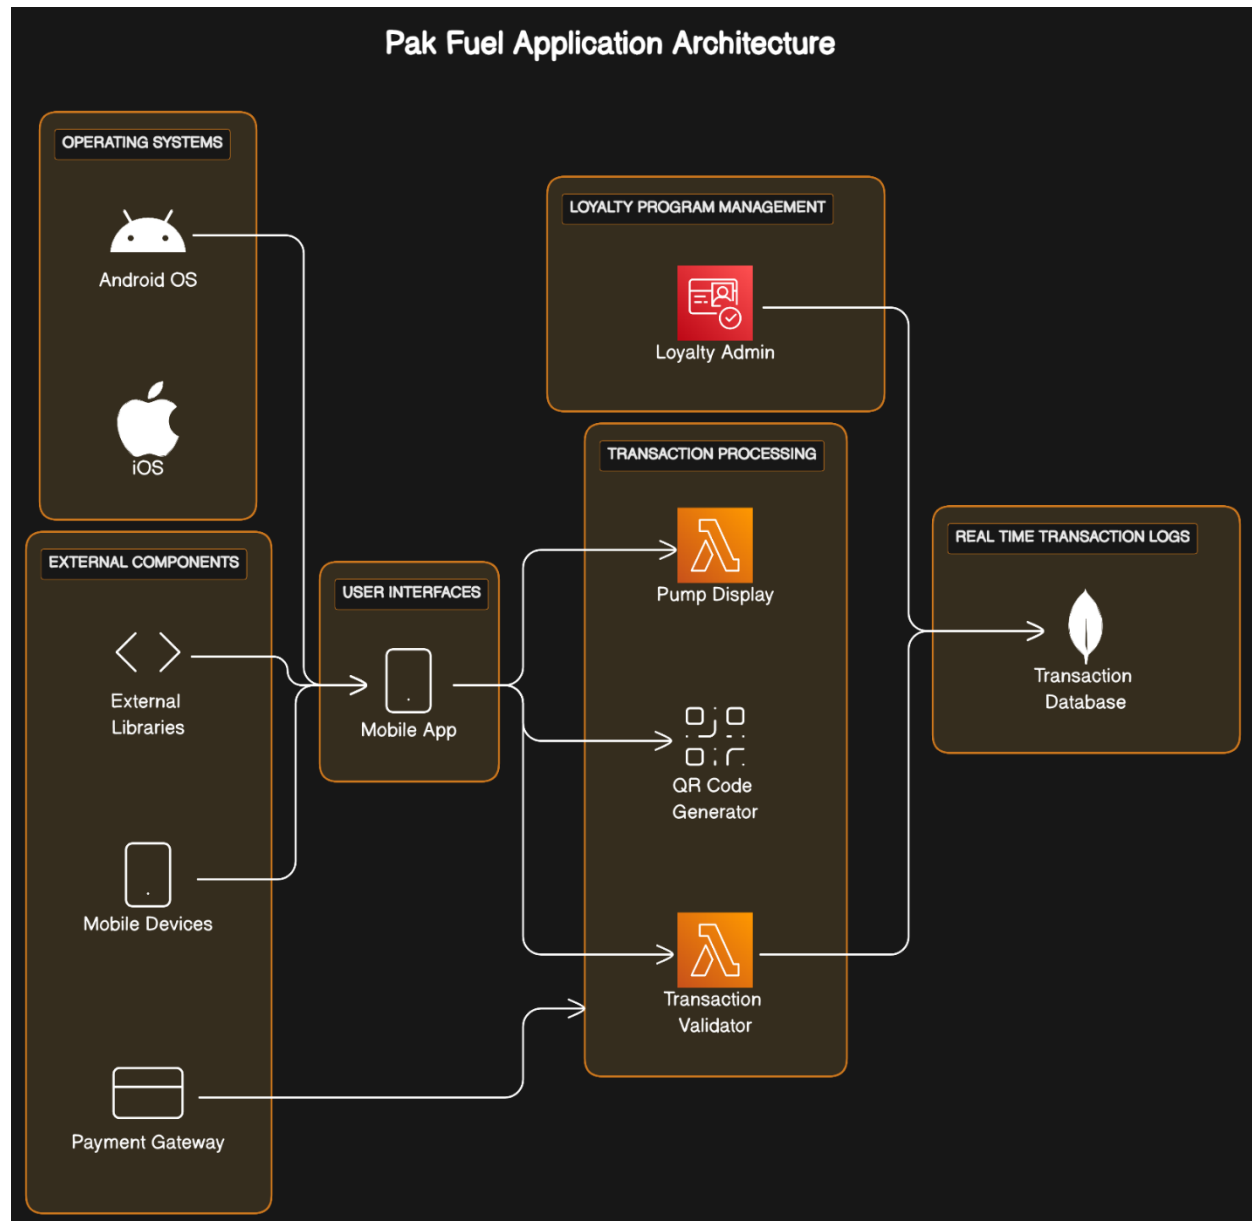 Pak Fuel Application Architecture
OPERATING SYSTEMS
Android OS
iOS
EXTERNAL COMPONENTS
External
Libraries
Mobile Devices
Payment Gateway
USER INTERFACES
Mobile App
LOYALTY PROGRAM MANAGEMENT
Loyalty Admin
TRANSACTION PROCESSING
Pump Display
QR Code
Generator
Transaction
Validator
REAL TIME TRANSACTION LOGS
Transaction
Database